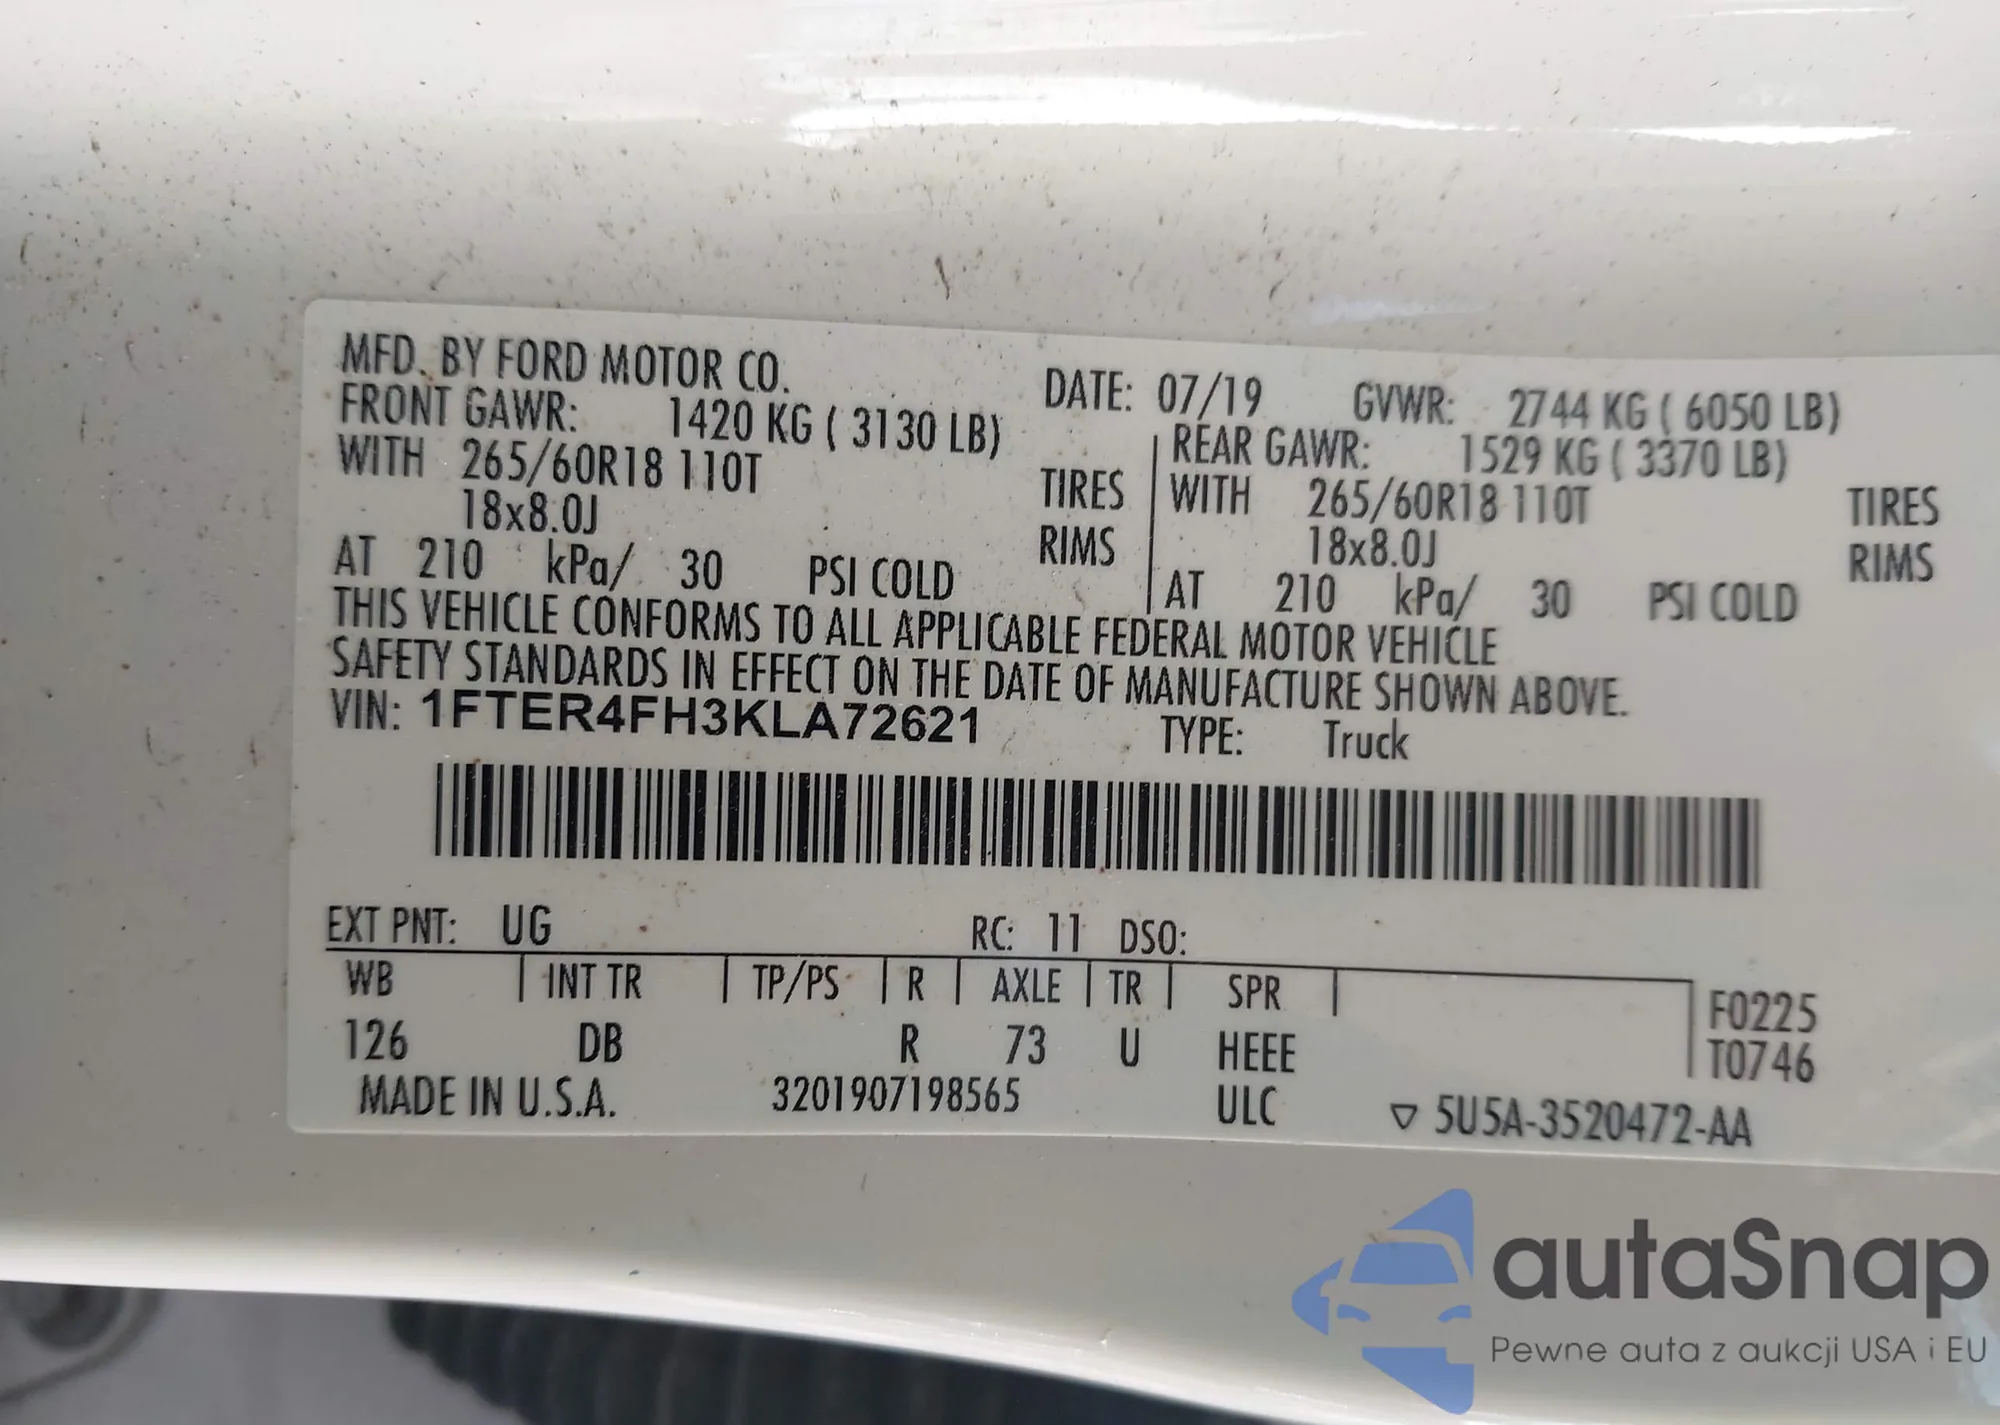 MFD. BY FORD MOTOR CO.
DATE: 07/19 GVWR: 2744 KG ( 6050 LB)
FRONT GAWR: 1420 KG ( 3130 LB) REAR GAWR: 1529 KG ( 3370 LB)
WITH 265/60R18 110T TIRES WITH 265/60R18 110T TIRES
18x8.0J RIMS 18x8.0J RIMS
AT 210 kPa/ 30 PSI COLD AT 210 kPa/ 30 PSI COLD
THIS VEHICLE CONFORMS TO ALL APPLICABLE FEDERAL MOTOR VEHICLE
SAFETY STANDARDS IN EFFECT ON THE DATE OF MANUFACTURE SHOWN ABOVE.
VIN: 1FTER4FH3KLA72621 TYPE: Truck
EXT PNT: UG RC: 11 DSO:
WB INT TR TP/PS R AXLE TR SPR F0225
126 DB R 73 U HEEE T0746
MADE IN U.S.A. 3201907198565 ULC ▽ 5U5A-3520472-AA
autaSnap
Pewne auta z aukcji USA i EU